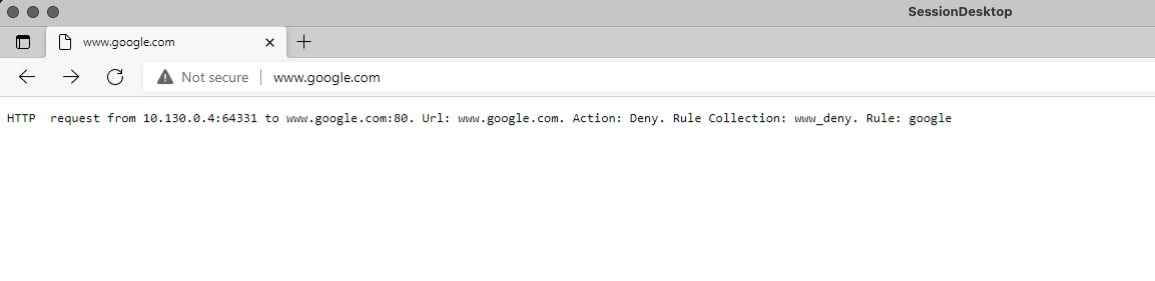 SessionDesktop
www.google.com
Not secure www.google.com
HTTP  request from 10.130.0.4:64331 to www.google.com:80. Url: www.google.com. Action: Deny. Rule Collection: www_deny. Rule: google